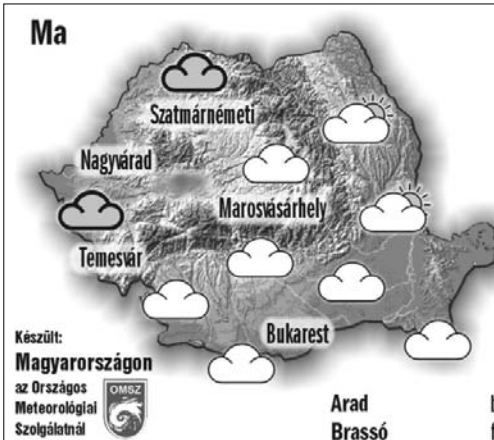 Ma
Szatmárnémeti
Nagyvárad
Marosvásárhely
Temesvár
Bukarest
Készült:
Magyarországon
az Országos
Meteorológiai
Szolgálatnál
OMSZ
Arad
Brassó